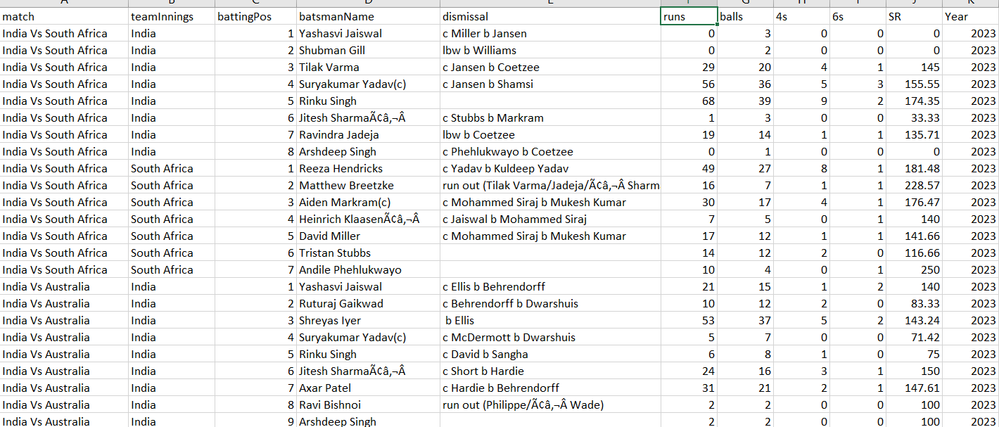 match teamInnings battingPos batsmanName dismissal runs balls 4s 6s SR Year
India Vs South Africa India 1 Yashasvi Jaiswal c Miller b Jansen 0 3 0 0 0 2023
India Vs South Africa India 2 Shubman Gill lbw b Williams 0 2 0 0 0 2023
India Vs South Africa India 3 Tilak Varma c Jansen b Coetzee 29 20 4 1 145 2023
India Vs South Africa India 4 Suryakumar Yadav(c) c Jansen b Shamsi 56 36 5 3 155.55 2023
India Vs South Africa India 5 Rinku Singh 68 39 9 2 174.35 2023
India Vs South Africa India 6 Jitesh SharmaÃ¢â‚¬Â c Stubbs b Markram 1 3 0 0 33.33 2023
India Vs South Africa India 7 Ravindra Jadeja lbw b Coetzee 19 14 1 1 135.71 2023
India Vs South Africa India 8 Arshdeep Singh c Phehlukwayo b Coetzee 0 1 0 0 0 2023
India Vs South Africa South Africa 1 Reeza Hendricks c Yadav b Kuldeep Yadav 49 27 8 1 181.48 2023
India Vs South Africa South Africa 2 Matthew Breetzke run out (Tilak Varma/Jadeja/Ã¢â‚¬Â Sharm 16 7 1 1 228.57 2023
India Vs South Africa South Africa 3 Aiden Markram(c) c Mohammed Siraj b Mukesh Kumar 30 17 4 1 176.47 2023
India Vs South Africa South Africa 4 Heinrich KlaasenÃ¢â‚¬Â c Jaiswal b Mohammed Siraj 7 5 0 1 140 2023
India Vs South Africa South Africa 5 David Miller c Mohammed Siraj b Mukesh Kumar 17 12 1 1 141.66 2023
India Vs South Africa South Africa 6 Tristan Stubbs 14 12 2 0 116.66 2023
India Vs South Africa South Africa 7 Andile Phehlukwayo 10 4 0 1 250 2023
India Vs Australia India 1 Yashasvi Jaiswal c Ellis b Behrendorff 21 15 1 2 140 2023
India Vs Australia India 2 Ruturaj Gaikwad c Behrendorff b Dwarshuis 10 12 2 0 83.33 2023
India Vs Australia India 3 Shreyas Iyer b Ellis 53 37 5 2 143.24 2023
India Vs Australia India 4 Suryakumar Yadav(c) c McDermott b Dwarshuis 5 7 0 0 71.42 2023
India Vs Australia India 5 Rinku Singh c David b Sangha 6 8 1 0 75 2023
India Vs Australia India 6 Jitesh SharmaÃ¢â‚¬Â c Short b Hardie 24 16 3 1 150 2023
India Vs Australia India 7 Axar Patel c Hardie b Behrendorff 31 21 2 1 147.61 2023
India Vs Australia India 8 Ravi Bishnoi run out (Philippe/Ã¢â‚¬Â Wade) 2 2 0 0 100 2023
India Vs Australia India 9 Arshdeep Singh 2 2 0 0 100 2023